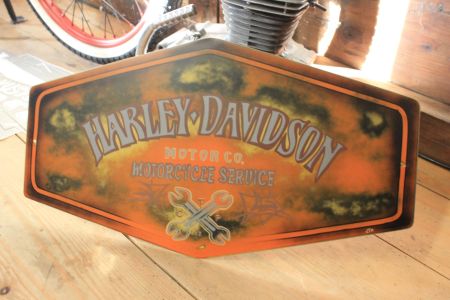 HARLEY-DAVIDSON
MOTOR CO.
MOTORCYCLE SERVICE